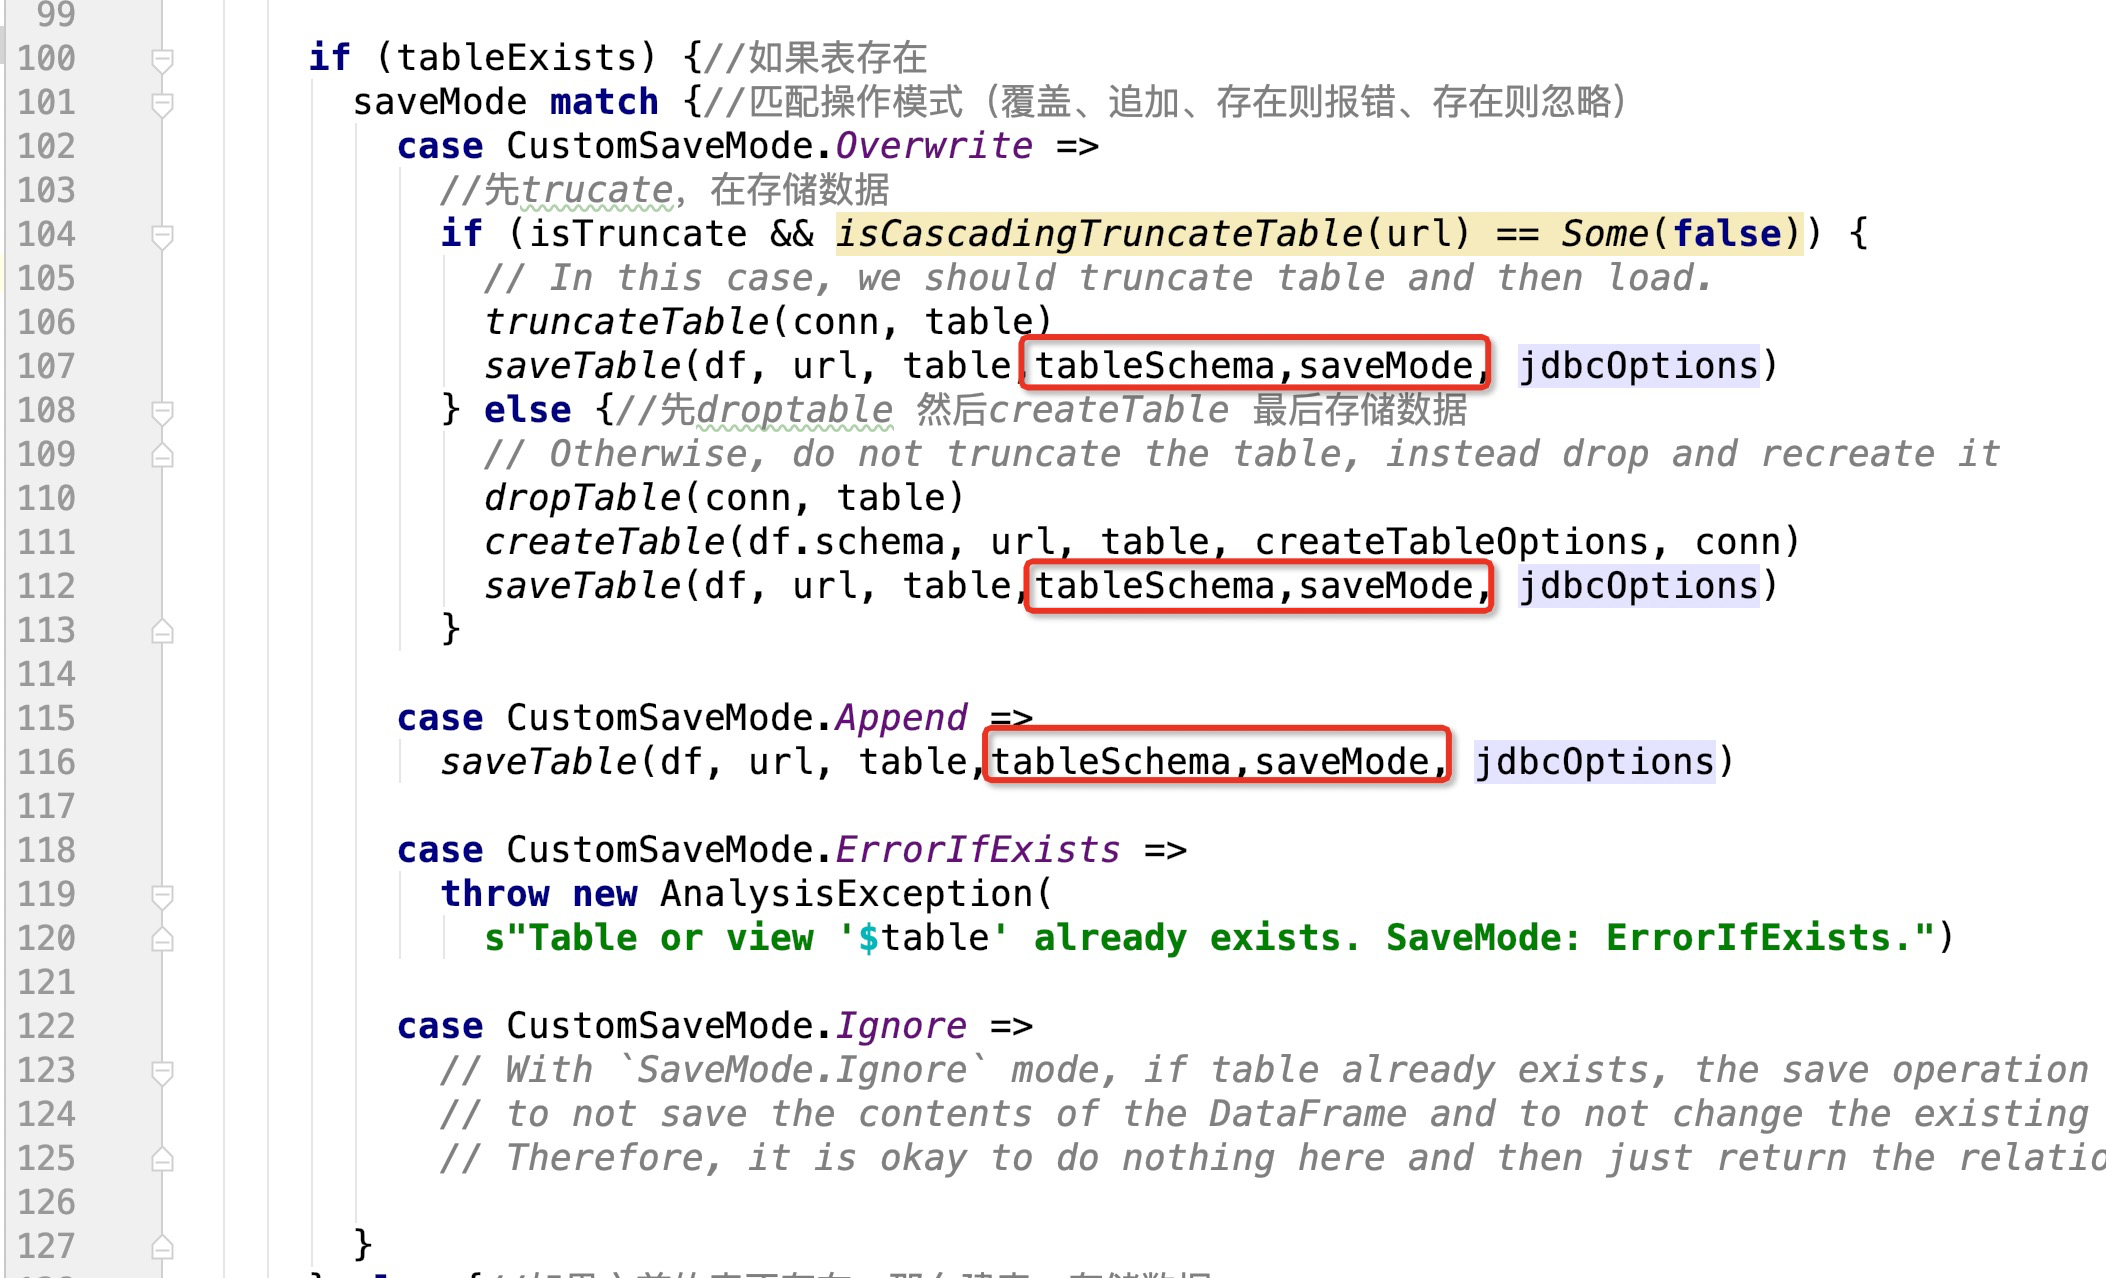 99
100 if (tableExists) {//如果表存在
101 saveMode match {//匹配操作模式（覆盖、追加、存在则报错、存在则忽略）
102 case CustomSaveMode.Overwrite =>
103 //先trucate，在存储数据
104 if (isTruncate && isCascadingTruncateTable(url) == Some(false)) {
105 // In this case, we should truncate table and then load.
106 truncateTable(conn, table)
107 saveTable(df, url, table,tableSchema,saveMode, jdbcOptions)
108 } else {//先droptable 然后createTable 最后存储数据
109 // Otherwise, do not truncate the table, instead drop and recreate it
110 dropTable(conn, table)
111 createTable(df.schema, url, table, createTableOptions, conn)
112 saveTable(df, url, table,tableSchema,saveMode, jdbcOptions)
113 }
114
115 case CustomSaveMode.Append =>
116 saveTable(df, url, table,tableSchema,saveMode, jdbcOptions)
117
118 case CustomSaveMode.ErrorIfExists =>
119 throw new AnalysisException(
120 s"Table or view '$table' already exists. SaveMode: ErrorIfExists.")
121
122 case CustomSaveMode.Ignore =>
123 // With `SaveMode.Ignore` mode, if table already exists, the save operation
124 // to not save the contents of the DataFrame and to not change the existing
125 // Therefore, it is okay to do nothing here and then just return the relatio
126
127 }